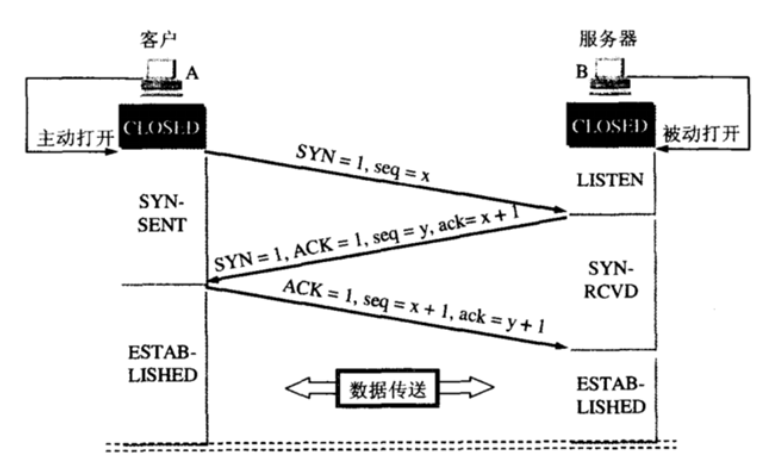 客户
服务器
A
B
CLOSED
CLOSED
主动打开
被动打开
SYN = 1, seq = x
LISTEN
SYN-
SENT
SYN = 1, ACK = 1, seq = y, ack= x + 1
SYN-
RCVD
ACK = 1, seq = x + 1, ack = y + 1
ESTAB-
LISHED
数据传送
ESTAB-
LISHED